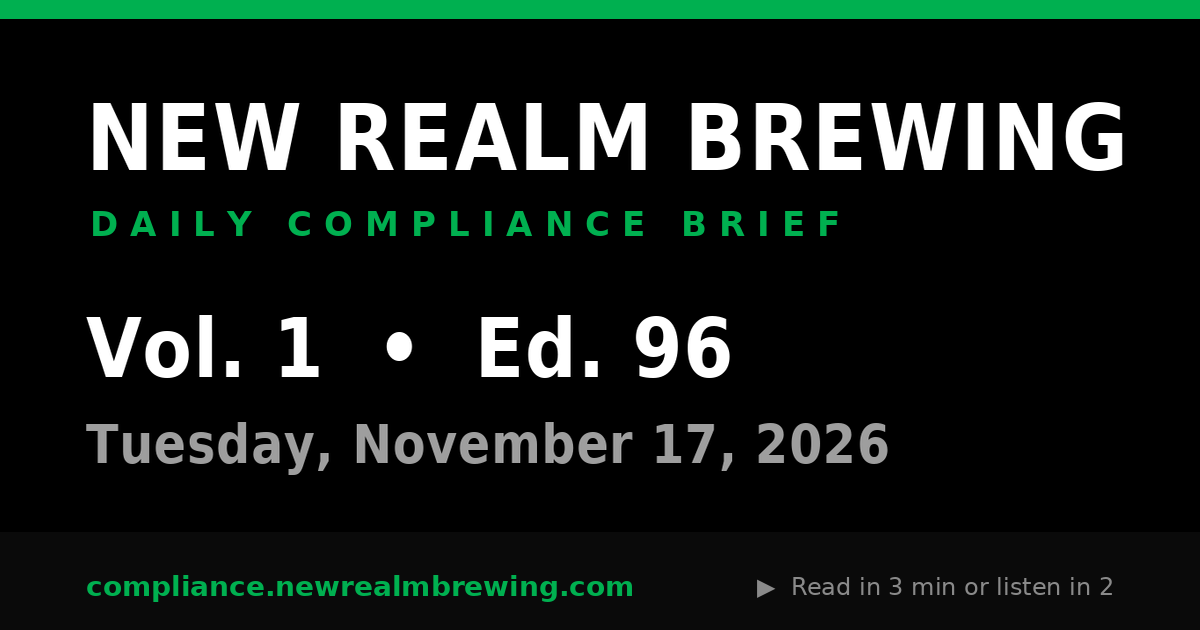 NEW REALM BREWING
DAILY COMPLIANCE BRIEF
Vol. 1 • Ed. 96
Tuesday, November 17, 2026
compliance.newrealmbrewing.com
▶ Read in 3 min or listen in 2